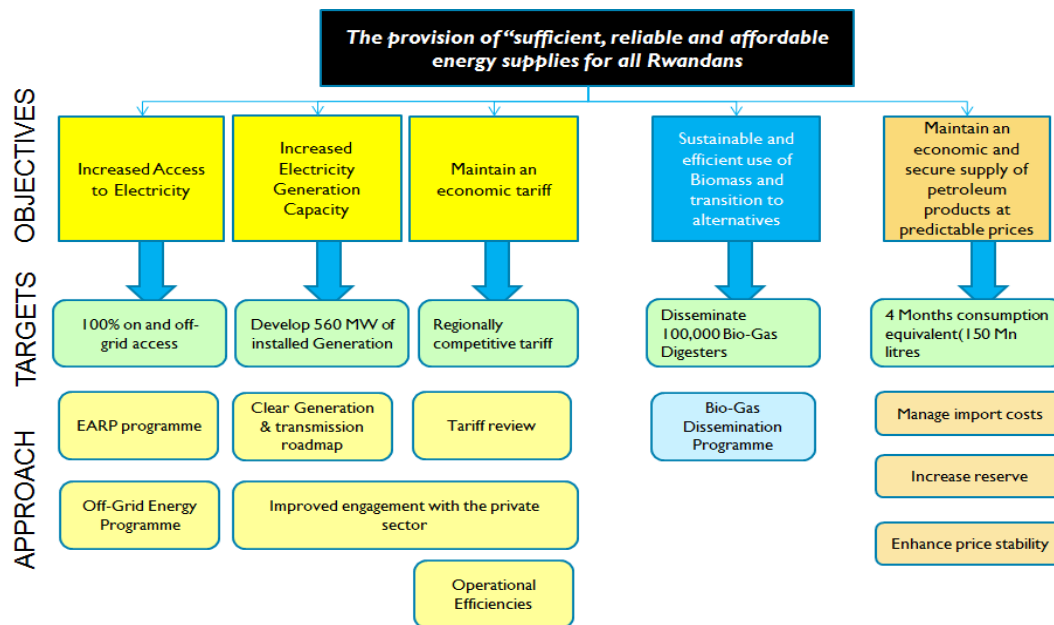 The provision of “sufficient, reliable and affordable
energy supplies for all Rwandans
OBJECTIVES
Increased Access
to Electricity
Increased
Electricity
Generation
Capacity
Maintain an
economic tariff
Sustainable and
efficient use of
Biomass and
transition to
alternatives
Maintain an
economic and
secure supply of
petroleum
products at
predictable prices
TARGETS
100% on and off-
grid access
Develop 560 MW of
installed Generation
Regionally
competitive tariff
Disseminate
100,000 Bio-Gas
Digesters
4 Months consumption
equivalent(150 Mn
litres
APPROACH
EARP programme
Clear Generation
& transmission
roadmap
Tariff review
Bio-Gas
Dissemination
Programme
Manage import costs
Off-Grid Energy
Programme
Improved engagement with the private
sector
Increase reserve
Operational
Efficiencies
Enhance price stability